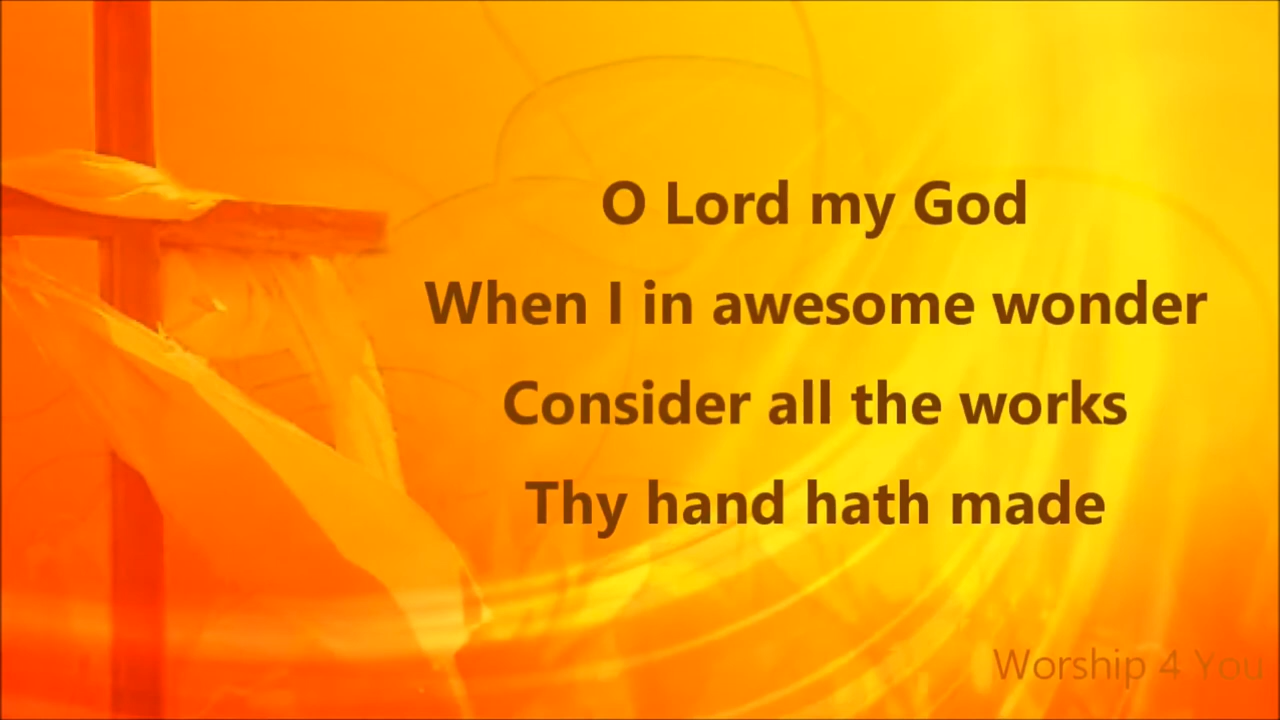 O Lord my God
When I in awesome wonder
Consider all the works
Thy hand hath made
Worship 4 You